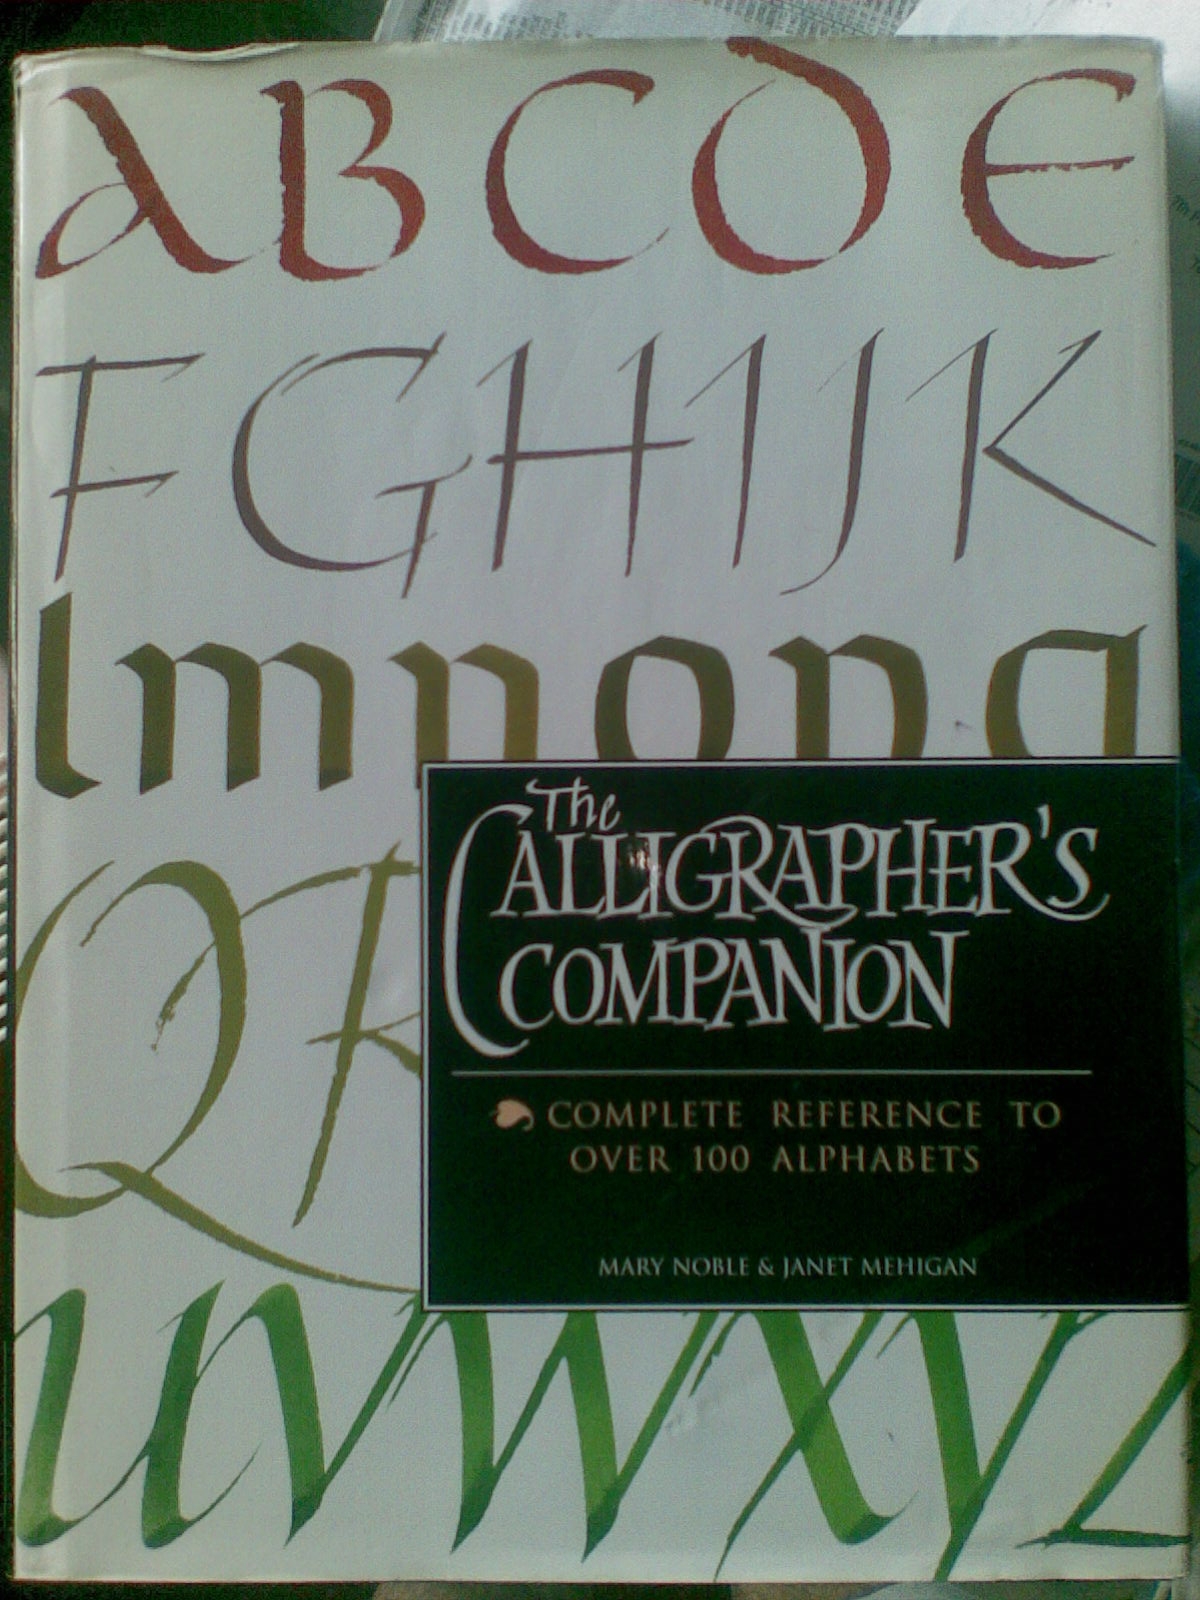 ABCDE
FGHIJK
lmnopq
QR
uvwxyz
The
CALLIGRAPHER'S
COMPANION
COMPLETE REFERENCE TO
OVER 100 ALPHABETS
MARY NOBLE & JANET MEHIGAN